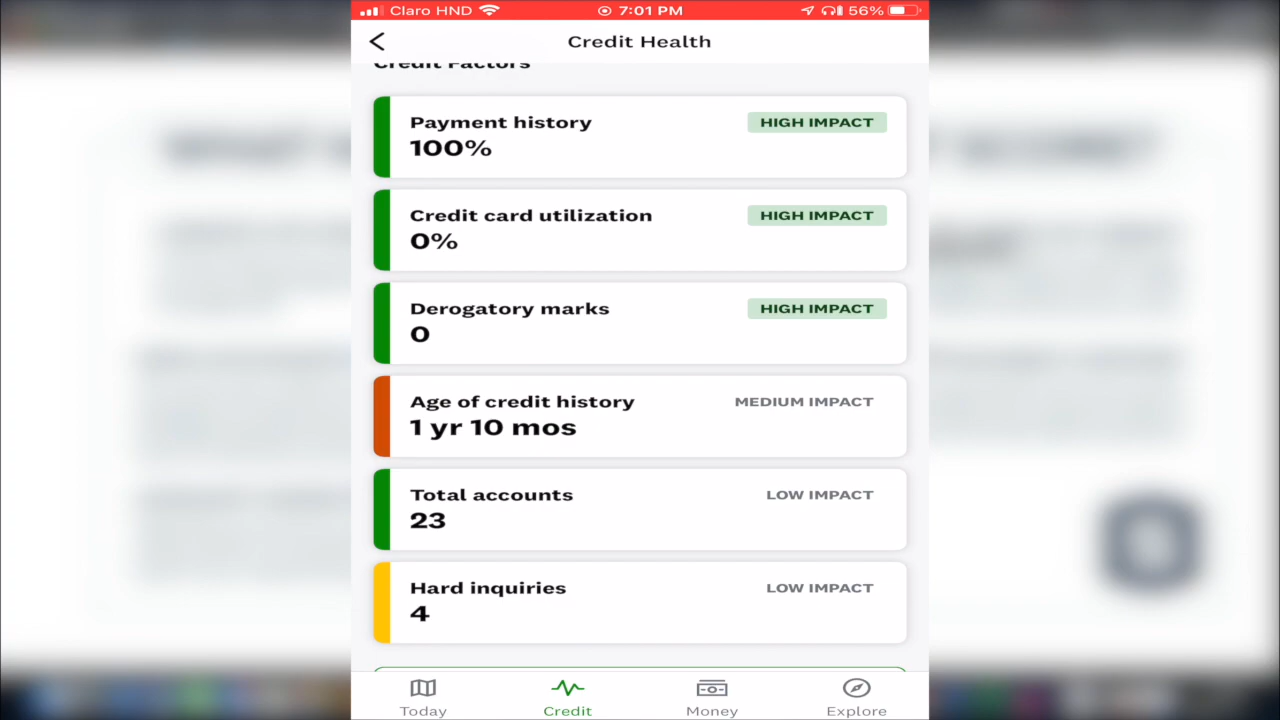 Claro HND 7:01 PM 56%
Credit Health
Credit Factors
Payment history HIGH IMPACT
100%
Credit card utilization HIGH IMPACT
0%
Derogatory marks HIGH IMPACT
0
Age of credit history MEDIUM IMPACT
1 yr 10 mos
Total accounts LOW IMPACT
23
Hard inquiries LOW IMPACT
4
Today Credit Money Explore